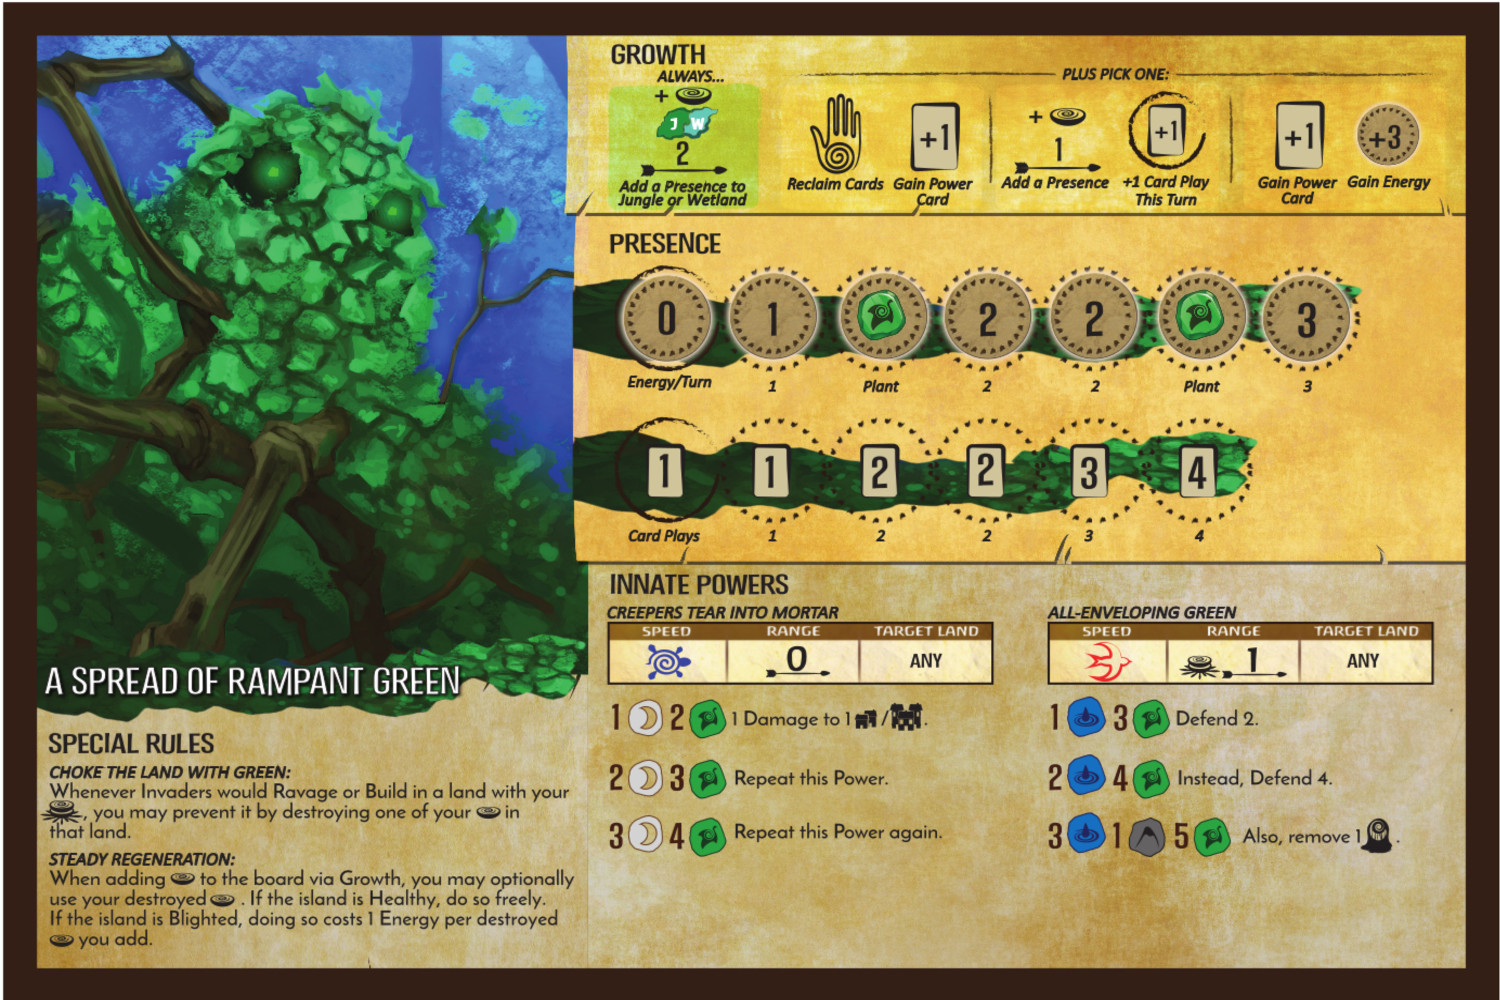 GROWTH
ALWAYS...
+
J W
2
Add a Presence to
Jungle or Wetland
PLUS PICK ONE:
Reclaim Cards
+1
Gain Power
Card
+
1
Add a Presence
+1
+1 Card Play
This Turn
+1
Gain Power
Card
+3
Gain Energy
PRESENCE
0 1 2 2 3
Energy/Turn 1 Plant 2 2 Plant 3
1 1 2 2 3 4
Card Plays 1 2 2 3 4
INNATE POWERS
CREEPERS TEAR INTO MORTAR
SPEED RANGE TARGET LAND
0 ANY
1 2 1 Damage to 1 / .
2 3 Repeat this Power.
3 4 Repeat this Power again.
ALL-ENVELOPING GREEN
SPEED RANGE TARGET LAND
1 ANY
1 3 Defend 2.
2 4 Instead, Defend 4.
3 1 5 Also, remove 1 .
A SPREAD OF RAMPANT GREEN
SPECIAL RULES
CHOKE THE LAND WITH GREEN:
Whenever Invaders would Ravage or Build in a land with your
, you may prevent it by destroying one of your in
that land.
STEADY REGENERATION:
When adding to the board via Growth, you may optionally
use your destroyed . If the island is Healthy, do so freely.
If the island is Blighted, doing so costs 1 Energy per destroyed
you add.